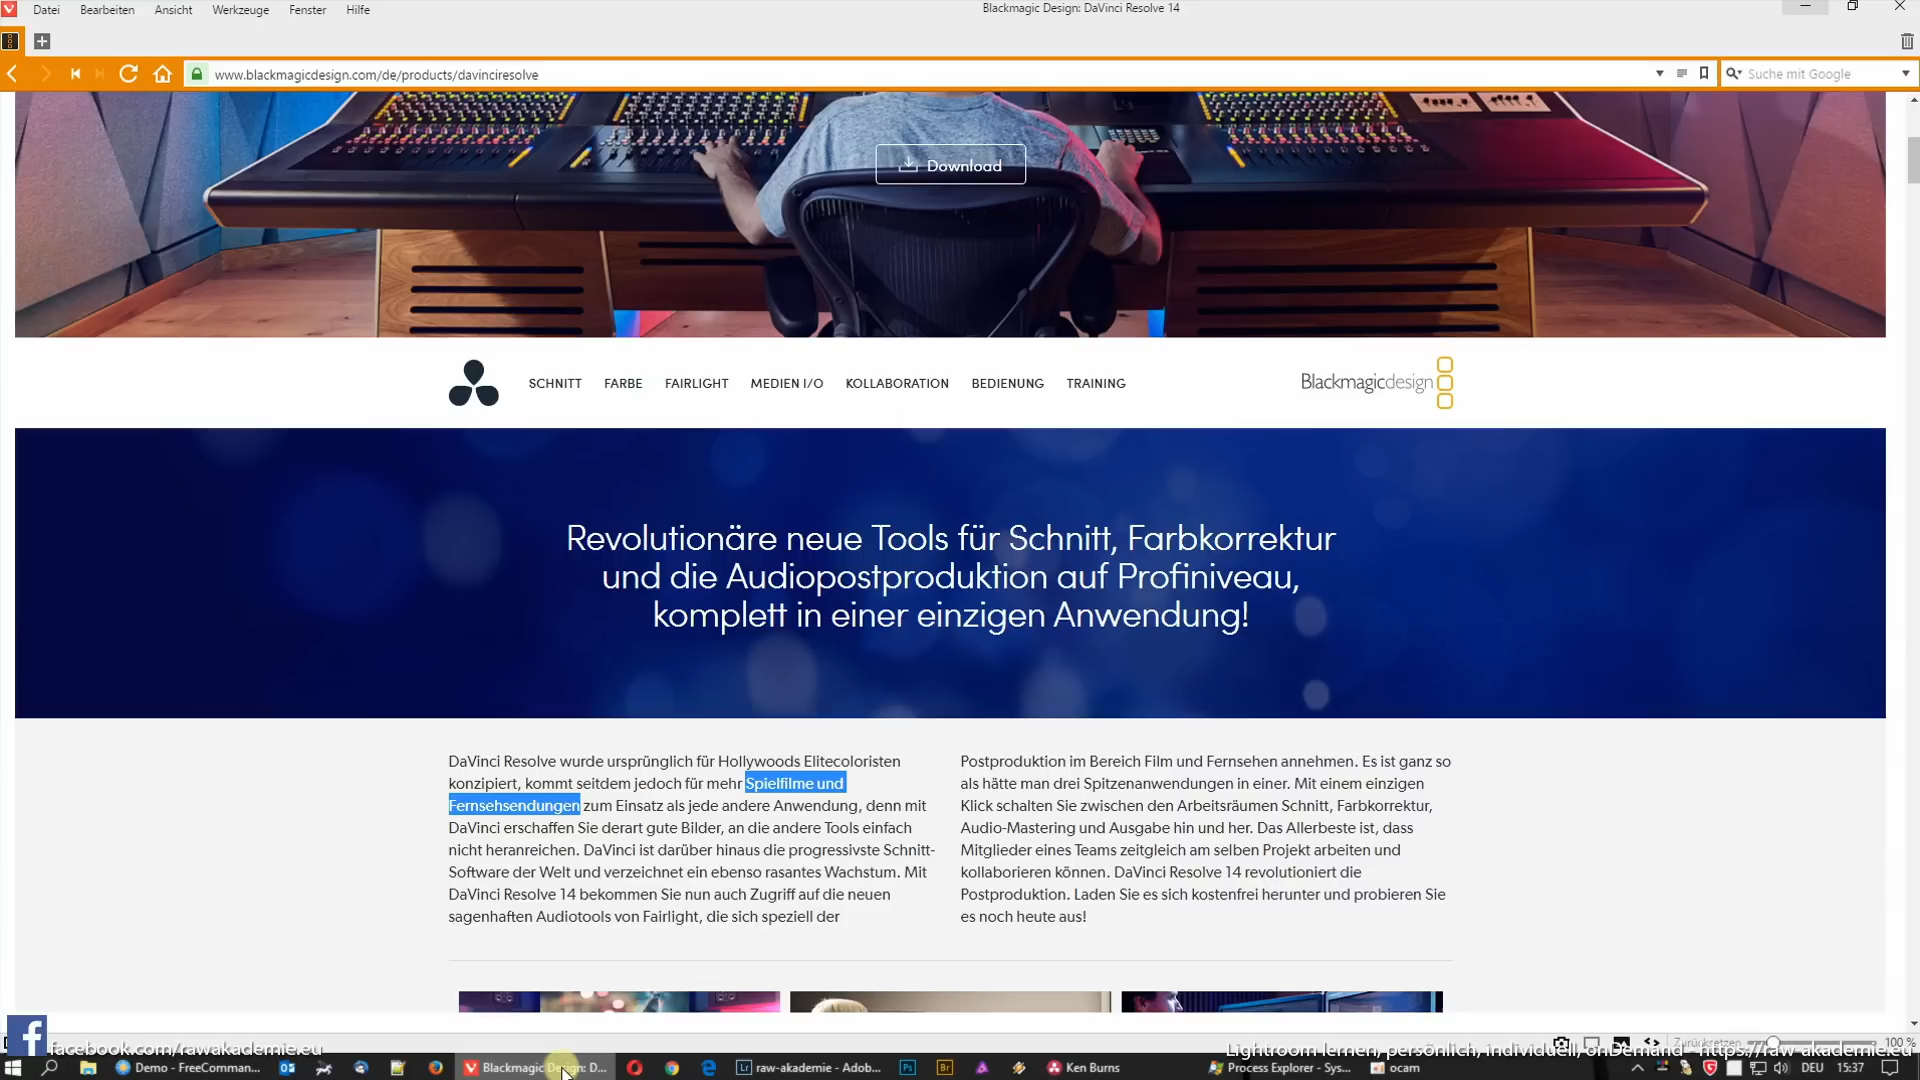 Datei Bearbeiten Ansicht Werkzeuge Fenster Hilfe
Blackmagic Design: DaVinci Resolve 14
www.blackmagicdesign.com/de/products/davinciresolve
Suche mit Google
Download
SCHNITT FARBE FAIRLIGHT MEDIEN I/O KOLLABORATION BEDIENUNG TRAINING
Blackmagicdesign
Revolutionäre neue Tools für Schnitt, Farbkorrektur
und die Audiopostproduktion auf Profiniveau,
komplett in einer einzigen Anwendung!
DaVinci Resolve wurde ursprünglich für Hollywoods Elitecoloristen
konzipiert, kommt seitdem jedoch für mehr Spielfilme und
Fernsehsendungen zum Einsatz als jede andere Anwendung, denn mit
DaVinci erschaffen Sie derart gute Bilder, an die andere Tools einfach
nicht heranreichen. DaVinci ist darüber hinaus die progressivste Schnitt-
Software der Welt und verzeichnet ein ebenso rasantes Wachstum. Mit
DaVinci Resolve 14 bekommen Sie nun auch Zugriff auf die neuen
sagenhaften Audiotools von Fairlight, die sich speziell der
Postproduktion im Bereich Film und Fernsehen annehmen. Es ist ganz so
als hätte man drei Spitzenanwendungen in einer. Mit einem einzigen
Klick schalten Sie zwischen den Arbeitsräumen Schnitt, Farbkorrektur,
Audio-Mastering und Ausgabe hin und her. Das Allerbeste ist, dass
Mitglieder eines Teams zeitgleich am selben Projekt arbeiten und
kollaborieren können. DaVinci Resolve 14 revolutioniert die
Postproduktion. Laden Sie es sich kostenfrei herunter und probieren Sie
es noch heute aus!
Zurücksetzen 100 %
facebook.com/rawakademie.eu
Lightroom lernen, persönlich, individuell, onDemand - https://raw-akademie.eu
Demo - FreeComman... Blackmagic Design: D... Lr raw-akademie - Adob... Ps Br Ken Burns Process Explorer - Sys... ocam DEU 15:37